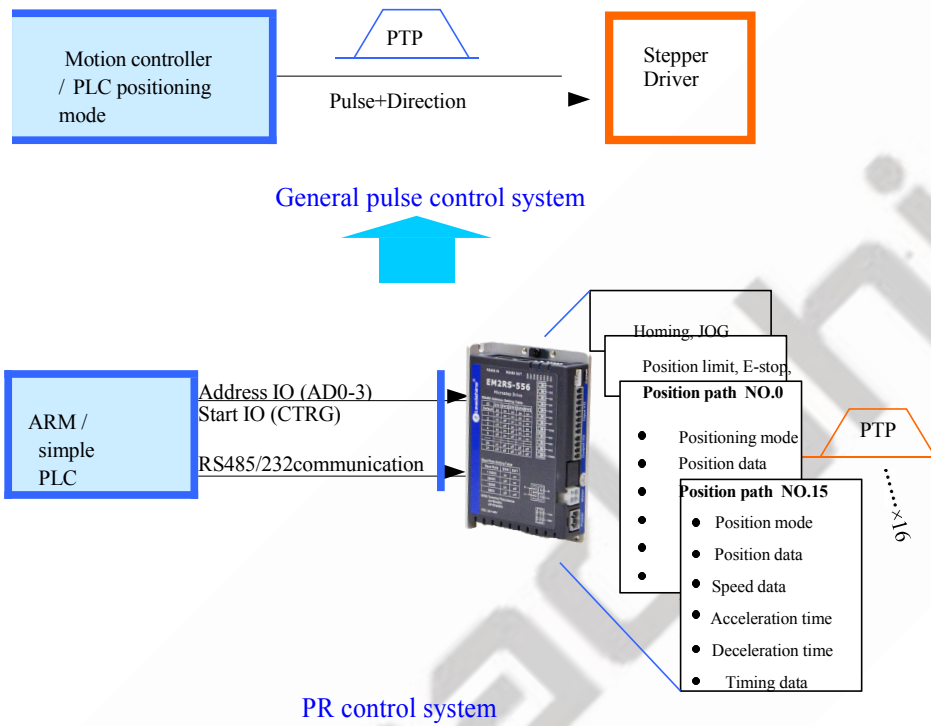 Motion controller
/ PLC positioning
mode
PTP
Pulse+Direction
Stepper
Driver
General pulse control system
ARM /
simple
PLC
Address IO (AD0-3)
Start IO (CTRG)
RS485/232communication
EM2RS-556
Microstep Drive
Homing, JOG
Position limit, E-stop,
Position path NO.0
Positioning mode
Position data
Position path NO.15
Position mode
Position data
Speed data
Acceleration time
Deceleration time
Timing data
PTP
······×16
PR control system